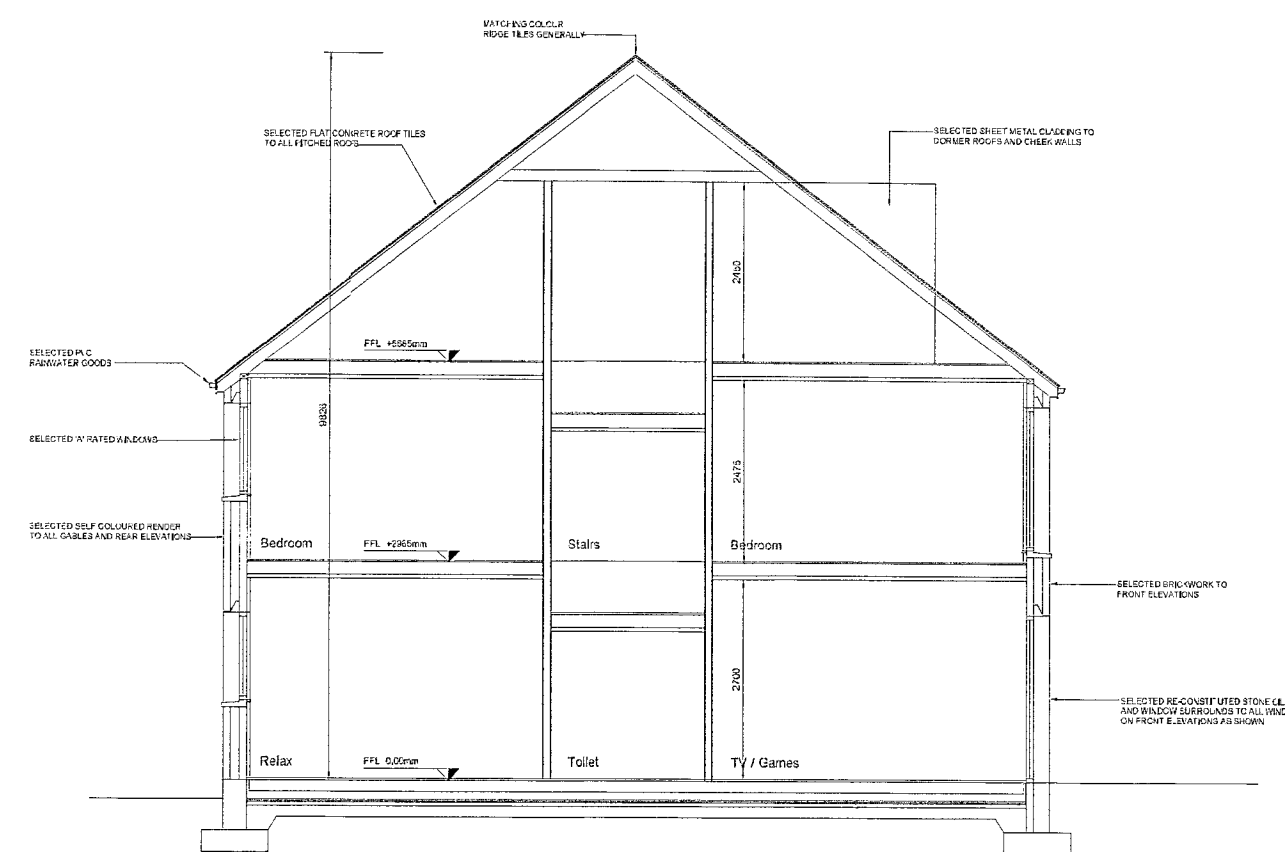 MATCHING COLOUR
RIDGE TILES GENERALLY
SELECTED FLAT CONCRETE ROOF TILES
TO ALL PITCHED ROOFS
SELECTED SHEET METAL CLADDING TO
DORMER ROOFS AND CHEEK WALLS
2450
FFL +5665mm
SELECTED PVC
RAINWATER GOODS
9826
SELECTED 'A' RATED WINDOWS
2475
SELECTED SELF COLOURED RENDER
TO ALL GABLES AND REAR ELEVATIONS
Bedroom
FFL +2965mm
Stairs
Bedroom
SELECTED BRICKWORK TO
FRONT ELEVATIONS
2700
SELECTED RE-CONSTITUTED STONE CIL
AND WINDOW SURROUNDS TO ALL WIND
ON FRONT ELEVATIONS AS SHOWN
Relax
FFL 0,00mm
Toilet
TV / Games